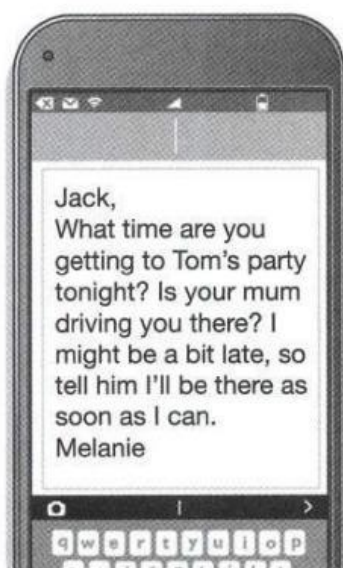 Jack,
What time are you
getting to Tom's party
tonight? Is your mum
driving you there? I
might be a bit late, so
tell him I'll be there as
soon as I can.
Melanie
q w e r t y u i o p